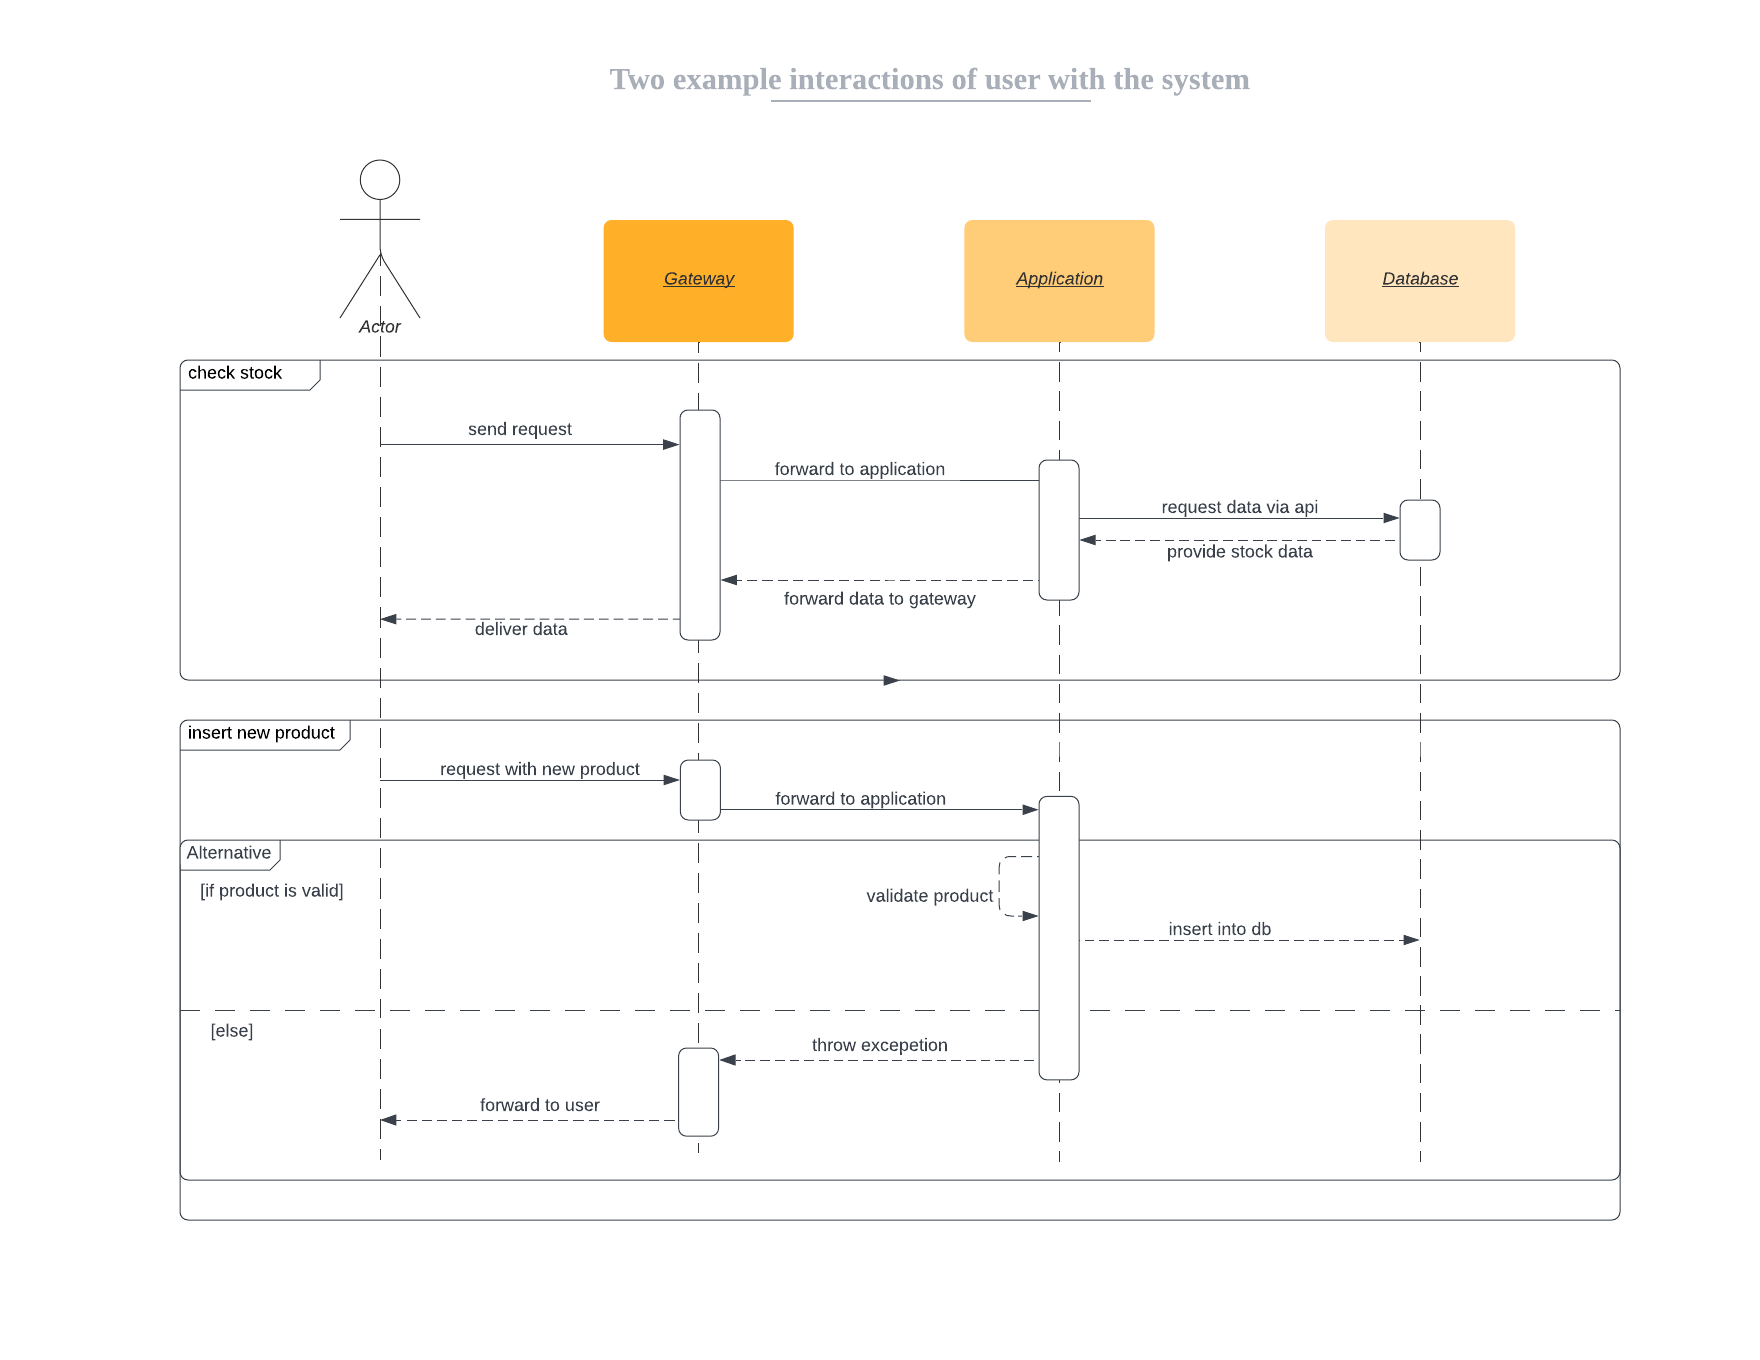 Two example interactions of user with the system
Actor
Gateway
Application
Database
check stock
send request
forward to application
request data via api
provide stock data
forward data to gateway
deliver data
insert new product
request with new product
forward to application
Alternative
[if product is valid]
validate product
insert into db
[else]
throw excepetion
forward to user